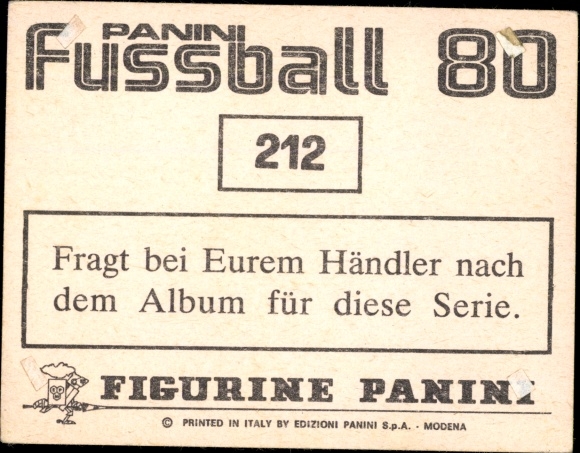 PANINI
Fussball 80
212
Fragt bei Eurem Händler nach
dem Album für diese Serie.
FIGURINE PANINI
© PRINTED IN ITALY BY EDIZIONI PANINI S.p.A. - MODENA